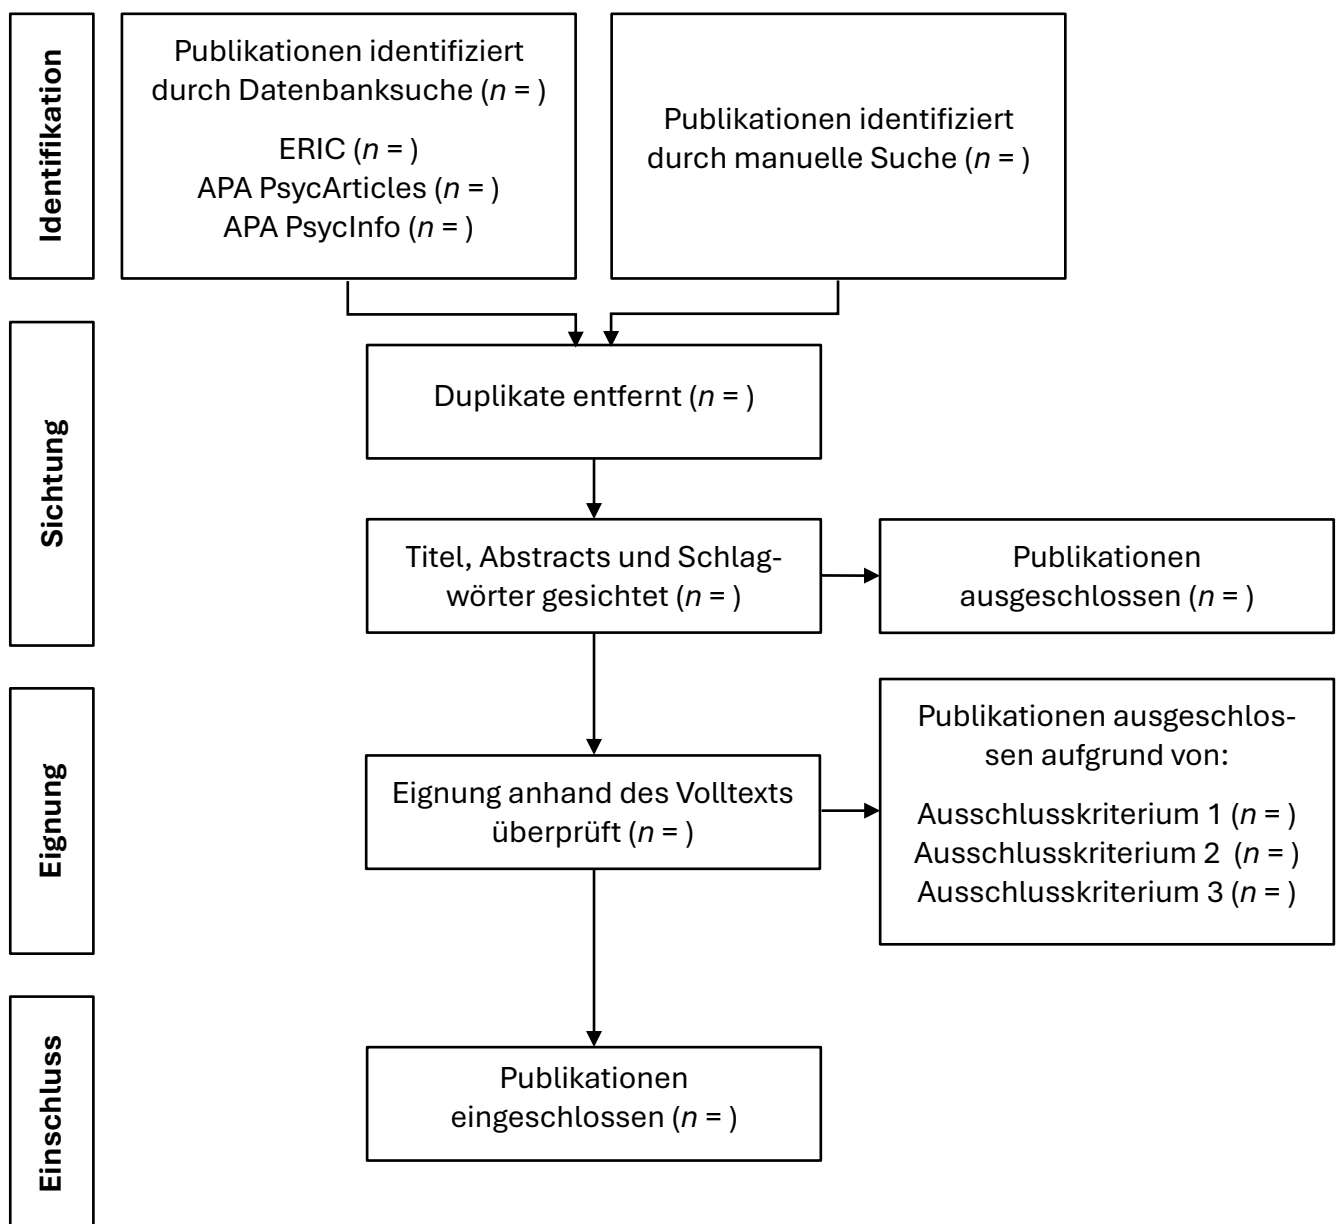 Identifikation
Publikationen identifiziert
durch Datenbanksuche (n = )
ERIC (n = )
APA PsycArticles (n = )
APA PsycInfo (n = )
Publikationen identifiziert
durch manuelle Suche (n = )
Sichtung
Duplikate entfernt (n = )
Titel, Abstracts und Schlag-
wörter gesichtet (n = )
Publikationen
ausgeschlossen (n = )
Eignung
Eignung anhand des Volltexts
überprüft (n = )
Publikationen ausgeschlos-
sen aufgrund von:
Ausschlusskriterium 1 (n = )
Ausschlusskriterium 2 (n = )
Ausschlusskriterium 3 (n = )
Einschluss
Publikationen
eingeschlossen (n = )